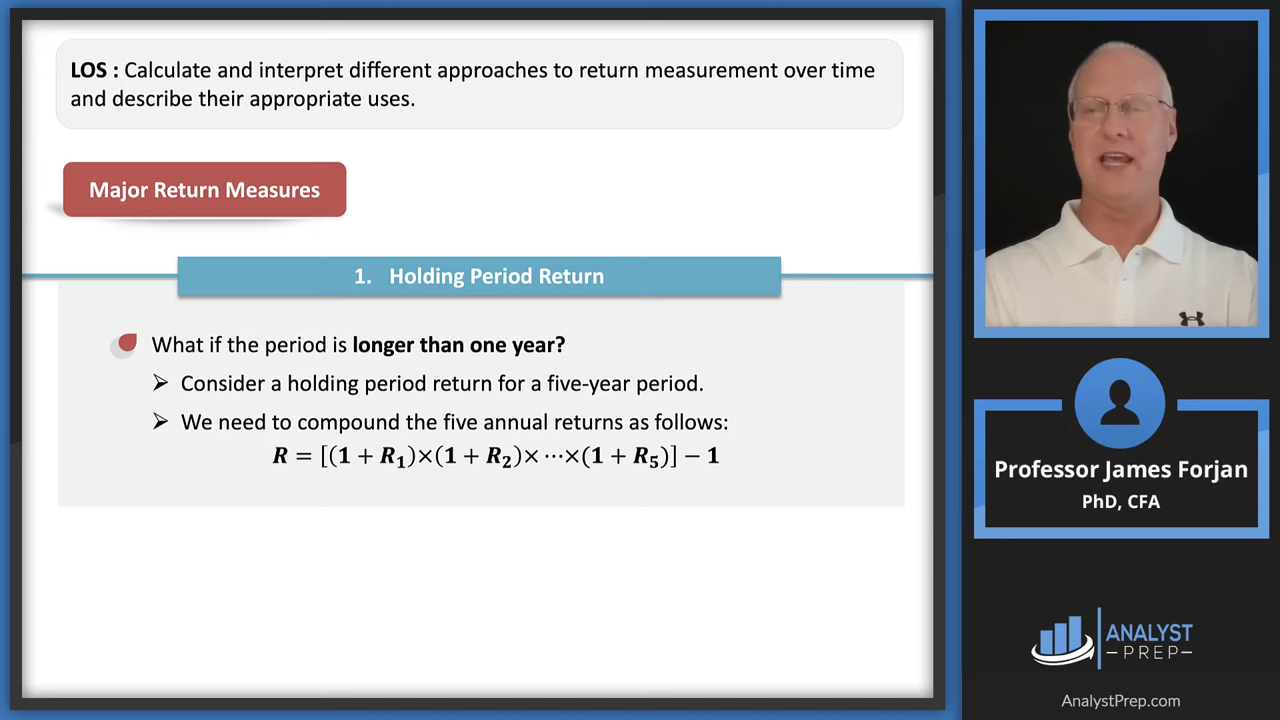 LOS : Calculate and interpret different approaches to return measurement over time
and describe their appropriate uses.
Major Return Measures
1. Holding Period Return
What if the period is longer than one year?
➢ Consider a holding period return for a five-year period.
➢ We need to compound the five annual returns as follows:
R = [(1 + R₁)×(1 + R₂)× ⋯×(1 + R₅)] − 1
Professor James Forjan
PhD, CFA
ANALYST
—PREP—
AnalystPrep.com